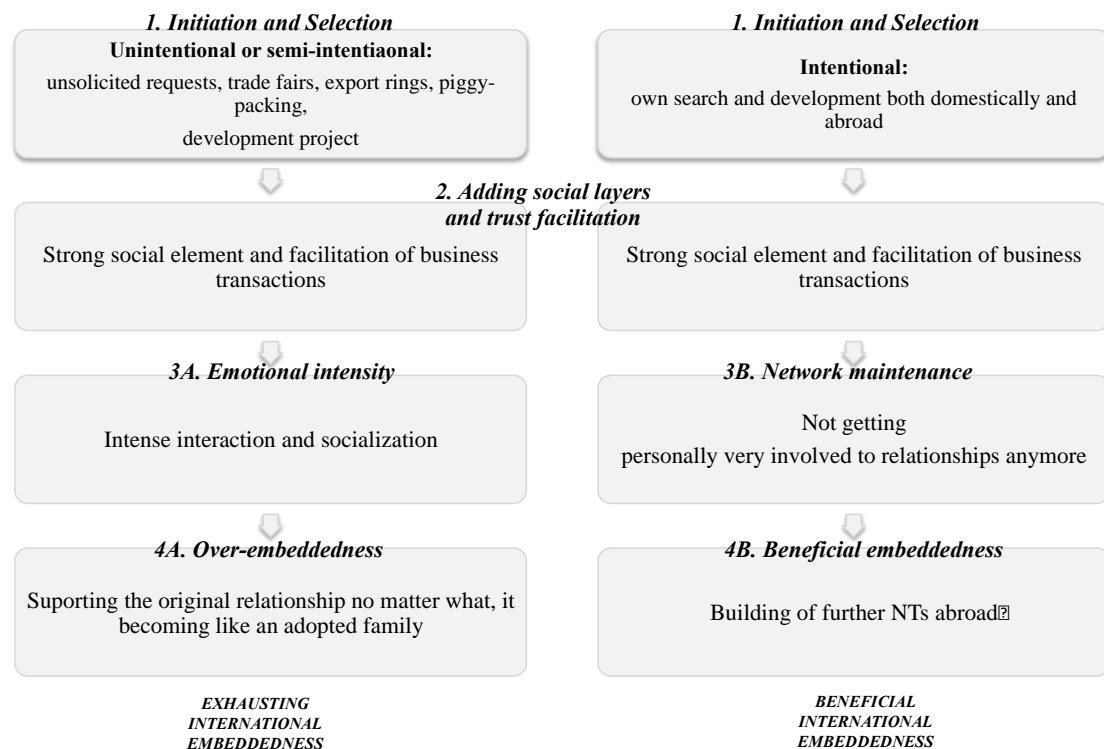 1. Initiation and Selection
Unintentional or semi-intentiaonal:
unsolicited requests, trade fairs, export rings, piggy-
packing,
development project
1. Initiation and Selection
Intentional:
own search and development both domestically and
abroad
2. Adding social layers
and trust facilitation
Strong social element and facilitation of business
transactions
Strong social element and facilitation of business
transactions
3A. Emotional intensity
Intense interaction and socialization
3B. Network maintenance
Not getting
personally very involved to relationships anymore
4A. Over-embeddedness
Suporting the original relationship no matter what, it
becoming like an adopted family
4B. Beneficial embeddedness
Building of further NTs abroad
EXHAUSTING
INTERNATIONAL
EMBEDDEDNESS
BENEFICIAL
INTERNATIONAL
EMBEDDEDNESS